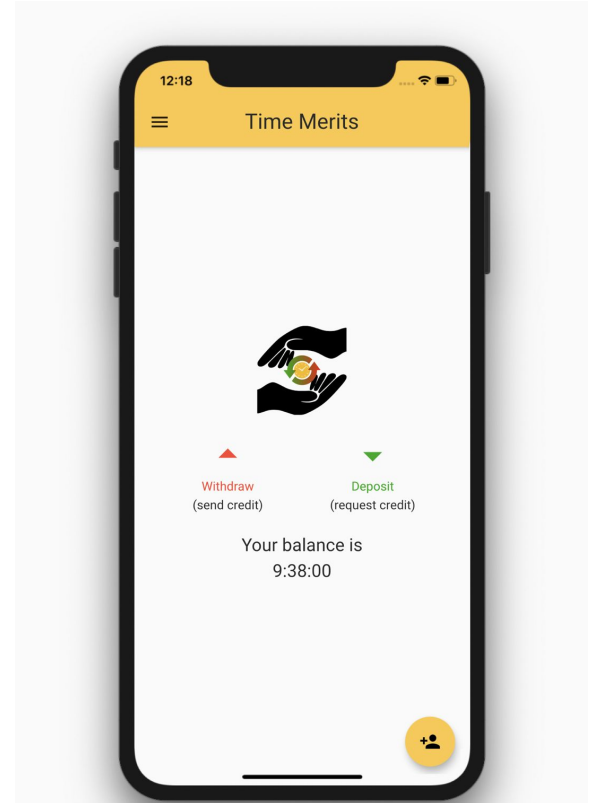 12:18
Time Merits
Withdraw
Deposit
(send credit)
(request credit)
Your balance is
9:38:00